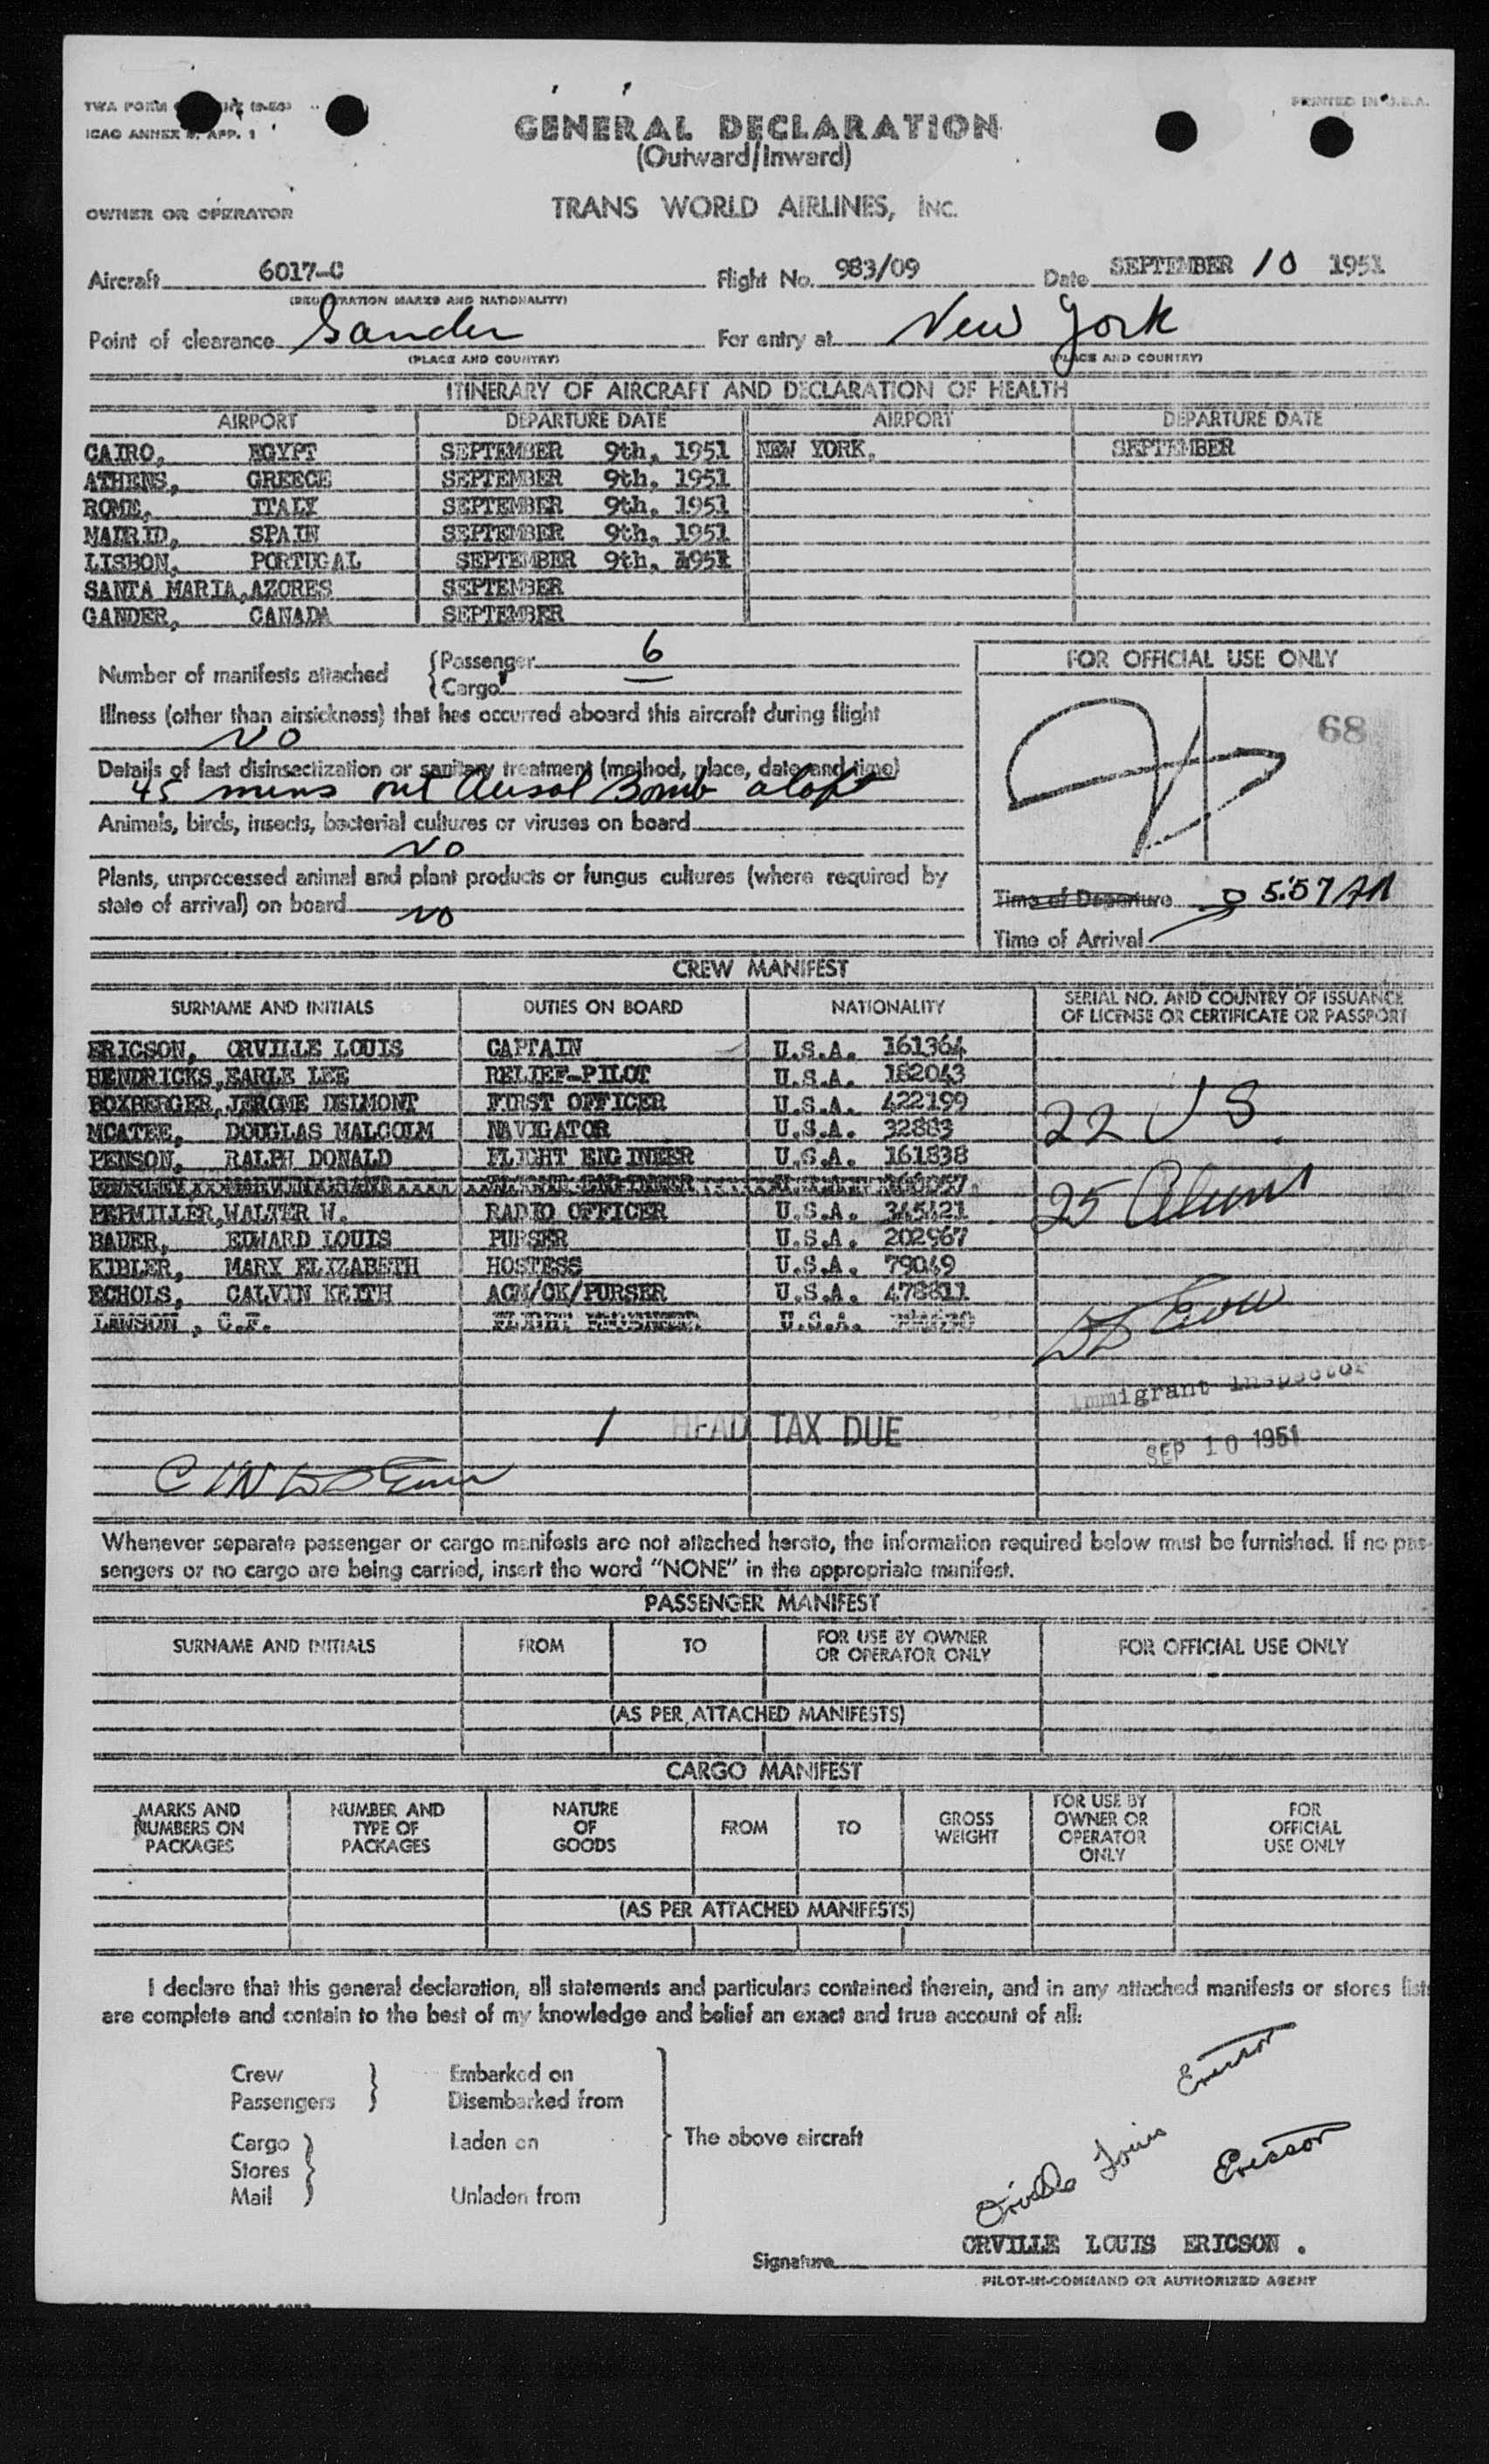 TWA FORM
PRINTED IN U.S.A.
ICAO ANNEX APP. 1
GENERAL DECLARATION
(Outward/Inward)
OWNER OR OPERATOR TRANS WORLD AIRLINES, INC.
Aircraft 6017-C Flight No. 983/09 Date SEPTEMBER 10 1951
(REGISTRATION MARKS AND NATIONALITY)
Point of clearance Gander For entry at New York
(PLACE AND COUNTRY) (PLACE AND COUNTRY)
ITINERARY OF AIRCRAFT AND DECLARATION OF HEALTH
AIRPORT DEPARTURE DATE AIRPORT DEPARTURE DATE
CAIRO, EGYPT SEPTEMBER 9th, 1951 NEW YORK. SEPTEMBER
ATHENS, GREECE SEPTEMBER 9th, 1951
ROME, ITALY SEPTEMBER 9th, 1951
MADRID, SPAIN SEPTEMBER 9th, 1951
LISBON, PORTUGAL SEPTEMBER 9th, 1951
SANTA MARIA, AZORES SEPTEMBER
GANDER, CANADA SEPTEMBER
Number of manifests attached {Passenger 6
{Cargo —
FOR OFFICIAL USE ONLY
68
Illness (other than airsickness) that has occurred aboard this aircraft during flight
NO
Details of last disinsectization or sanitary treatment (method, place, date and time)
45 mins out Aersol Bomb aloft
Animals, birds, insects, bacterial cultures or viruses on board
NO
Plants, unprocessed animal and plant products or fungus cultures (where required by
state of arrival) on board NO
Time of Departure 5:57 AM
Time of Arrival
CREW MANIFEST
SURNAME AND INITIALS DUTIES ON BOARD NATIONALITY SERIAL NO. AND COUNTRY OF ISSUANCE
OF LICENSE OR CERTIFICATE OR PASSPORT
ERICSON, ORVILLE LOUIS CAPTAIN U.S.A. 161364
HENDRICKS, EARLE LEE RELIEF-PILOT U.S.A. 182043
BOXBERGER, JEROME DELMONT FIRST OFFICER U.S.A. 422199
MCATEE, DOUGLAS MALCOLM NAVIGATOR U.S.A. 32883
22 US
PENSON, RALPH DONALD FLIGHT ENGINEER U.S.A. 161838
PEPMILLER, WALTER W. RADIO OFFICER U.S.A. 345421
25 Aliens
BAUER, EDWARD LOUIS PURSER U.S.A. 202967
KIBLER, MARY ELIZABETH HOSTESS U.S.A. 79049
ECHOLS, CALVIN KEITH ACM/CK/PURSER U.S.A. 478811
LAWSON, C.F. U.S.A.
Immigrant Inspector
1 HEAD TAX DUE
SEP 10 1951
Whenever separate passenger or cargo manifests are not attached hereto, the information required below must be furnished. If no pas-
sengers or no cargo are being carried, insert the word "NONE" in the appropriate manifest.
PASSENGER MANIFEST
SURNAME AND INITIALS FROM TO FOR USE BY OWNER
OR OPERATOR ONLY FOR OFFICIAL USE ONLY
(AS PER ATTACHED MANIFESTS)
CARGO MANIFEST
MARKS AND
NUMBERS ON
PACKAGES NUMBER AND
TYPE OF
PACKAGES NATURE
OF
GOODS FROM TO GROSS
WEIGHT FOR USE BY
OWNER OR
OPERATOR
ONLY FOR
OFFICIAL
USE ONLY
(AS PER ATTACHED MANIFESTS)
I declare that this general declaration, all statements and particulars contained therein, and in any attached manifests or stores lists
are complete and contain to the best of my knowledge and belief an exact and true account of all:
Crew
Passengers } Embarked on
Disembarked from
Cargo
Stores
Mail } Laden on
Unladen from
The above aircraft
Ericson
Orville Louis Ericson
ORVILLE LOUIS ERICSON .
Signature
PILOT-IN-COMMAND OR AUTHORIZED AGENT